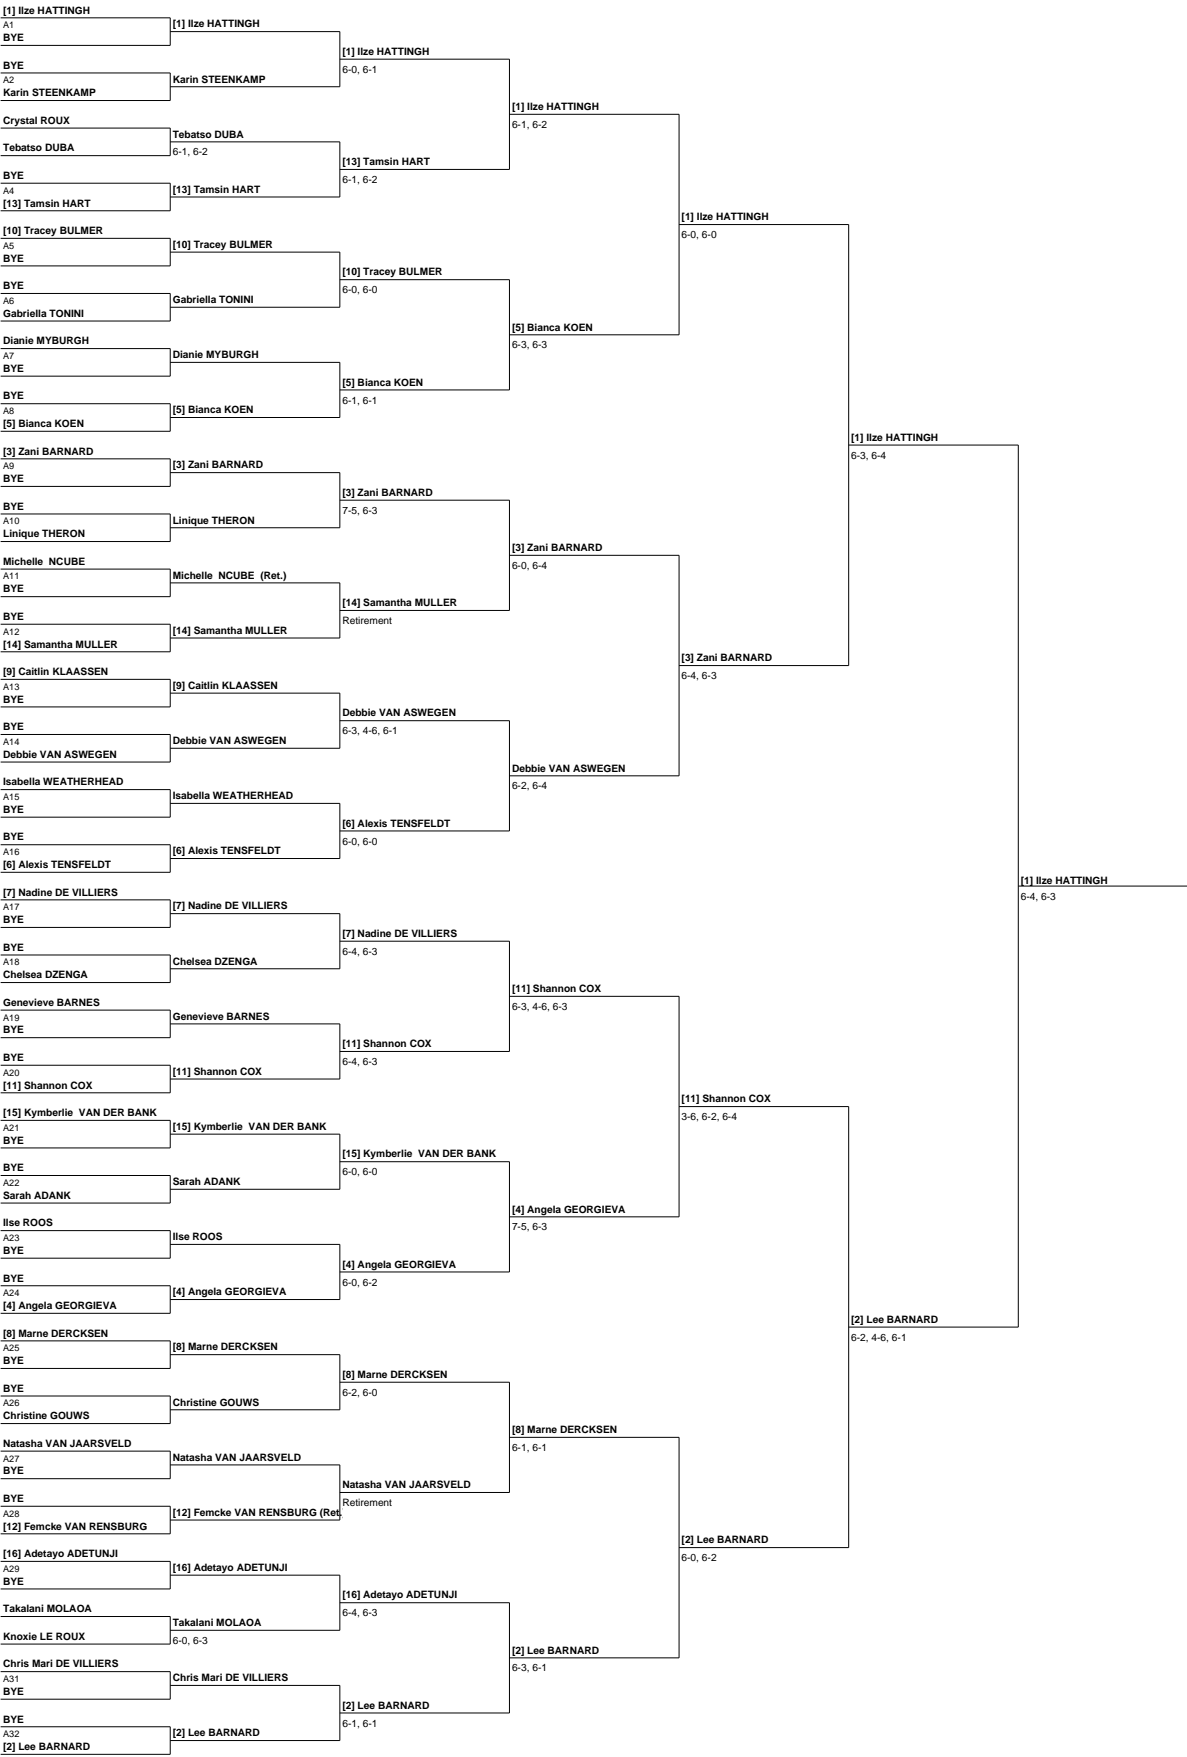 [1] Ilze HATTINGH
A1
BYE
BYE
A2
Karin STEENKAMP
Crystal ROUX
Tebatso DUBA
BYE
A4
[13] Tamsin HART
[10] Tracey BULMER
A5
BYE
BYE
A6
Gabriella TONINI
Dianie MYBURGH
A7
BYE
BYE
A8
[5] Bianca KOEN
[3] Zani BARNARD
A9
BYE
BYE
A10
Linique THERON
Michelle NCUBE
A11
BYE
BYE
A12
[14] Samantha MULLER
[9] Caitlin KLAASSEN
A13
BYE
BYE
A14
Debbie VAN ASWEGEN
Isabella WEATHERHEAD
A15
BYE
BYE
A16
[6] Alexis TENSFELDT
[7] Nadine DE VILLIERS
A17
BYE
BYE
A18
Chelsea DZENGA
Genevieve BARNES
A19
BYE
BYE
A20
[11] Shannon COX
[15] Kymberlie VAN DER BANK
A21
BYE
BYE
A22
Sarah ADANK
Ilse ROOS
A23
BYE
BYE
A24
[4] Angela GEORGIEVA
[8] Marne DERCKSEN
A25
BYE
BYE
A26
Christine GOUWS
Natasha VAN JAARSVELD
A27
BYE
BYE
A28
[12] Femcke VAN RENSBURG
[16] Adetayo ADETUNJI
A29
BYE
Takalani MOLAOA
Knoxie LE ROUX
Chris Mari DE VILLIERS
A31
BYE
BYE
A32
[2] Lee BARNARD
[1] Ilze HATTINGH
Karin STEENKAMP
Tebatso DUBA
6-1, 6-2
[13] Tamsin HART
[10] Tracey BULMER
Gabriella TONINI
Dianie MYBURGH
[5] Bianca KOEN
[3] Zani BARNARD
Linique THERON
Michelle NCUBE (Ret.)
[14] Samantha MULLER
[9] Caitlin KLAASSEN
Debbie VAN ASWEGEN
Isabella WEATHERHEAD
[6] Alexis TENSFELDT
[7] Nadine DE VILLIERS
Chelsea DZENGA
Genevieve BARNES
[11] Shannon COX
[15] Kymberlie VAN DER BANK
Sarah ADANK
Ilse ROOS
[4] Angela GEORGIEVA
[8] Marne DERCKSEN
Christine GOUWS
Natasha VAN JAARSVELD
[12] Femcke VAN RENSBURG (Ret.
[16] Adetayo ADETUNJI
Takalani MOLAOA
6-0, 6-3
Chris Mari DE VILLIERS
[2] Lee BARNARD
[1] Ilze HATTINGH
6-0, 6-1
[13] Tamsin HART
6-1, 6-2
[10] Tracey BULMER
6-0, 6-0
[5] Bianca KOEN
6-1, 6-1
[3] Zani BARNARD
7-5, 6-3
[14] Samantha MULLER
Retirement
Debbie VAN ASWEGEN
6-3, 4-6, 6-1
[6] Alexis TENSFELDT
6-0, 6-0
[7] Nadine DE VILLIERS
6-4, 6-3
[11] Shannon COX
6-4, 6-3
[15] Kymberlie VAN DER BANK
6-0, 6-0
[4] Angela GEORGIEVA
6-0, 6-2
[8] Marne DERCKSEN
6-2, 6-0
Natasha VAN JAARSVELD
Retirement
[16] Adetayo ADETUNJI
6-4, 6-3
[2] Lee BARNARD
6-1, 6-1
[1] Ilze HATTINGH
6-1, 6-2
[5] Bianca KOEN
6-3, 6-3
[3] Zani BARNARD
6-0, 6-4
Debbie VAN ASWEGEN
6-2, 6-4
[11] Shannon COX
6-3, 4-6, 6-3
[4] Angela GEORGIEVA
7-5, 6-3
[8] Marne DERCKSEN
6-1, 6-1
[2] Lee BARNARD
6-3, 6-1
[1] Ilze HATTINGH
6-0, 6-0
[3] Zani BARNARD
6-4, 6-3
[11] Shannon COX
3-6, 6-2, 6-4
[2] Lee BARNARD
6-0, 6-2
[1] Ilze HATTINGH
6-3, 6-4
[2] Lee BARNARD
6-2, 4-6, 6-1
[1] Ilze HATTINGH
6-4, 6-3